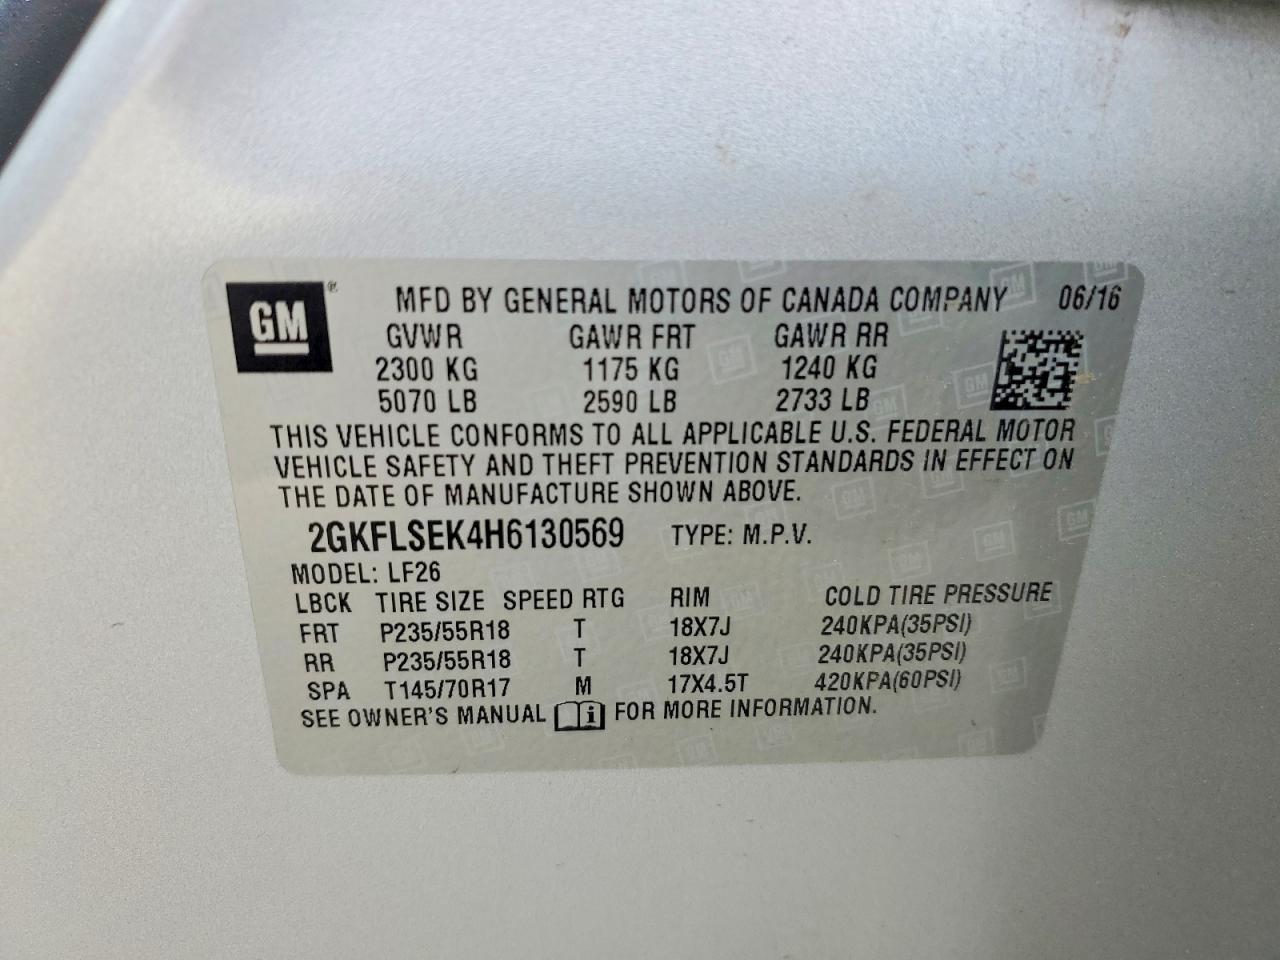 GM ® MFD BY GENERAL MOTORS OF CANADA COMPANY 06/16
GVWR GAWR FRT GAWR RR
2300 KG 1175 KG 1240 KG
5070 LB 2590 LB 2733 LB
THIS VEHICLE CONFORMS TO ALL APPLICABLE U.S. FEDERAL MOTOR
VEHICLE SAFETY AND THEFT PREVENTION STANDARDS IN EFFECT ON
THE DATE OF MANUFACTURE SHOWN ABOVE.
2GKFLSEK4H6130569 TYPE: M.P.V.
MODEL: LF26
LBCK TIRE SIZE SPEED RTG RIM COLD TIRE PRESSURE
FRT P235/55R18 T 18X7J 240KPA(35PSI)
RR P235/55R18 T 18X7J 240KPA(35PSI)
SPA T145/70R17 M 17X4.5T 420KPA(60PSI)
SEE OWNER'S MANUAL i FOR MORE INFORMATION.